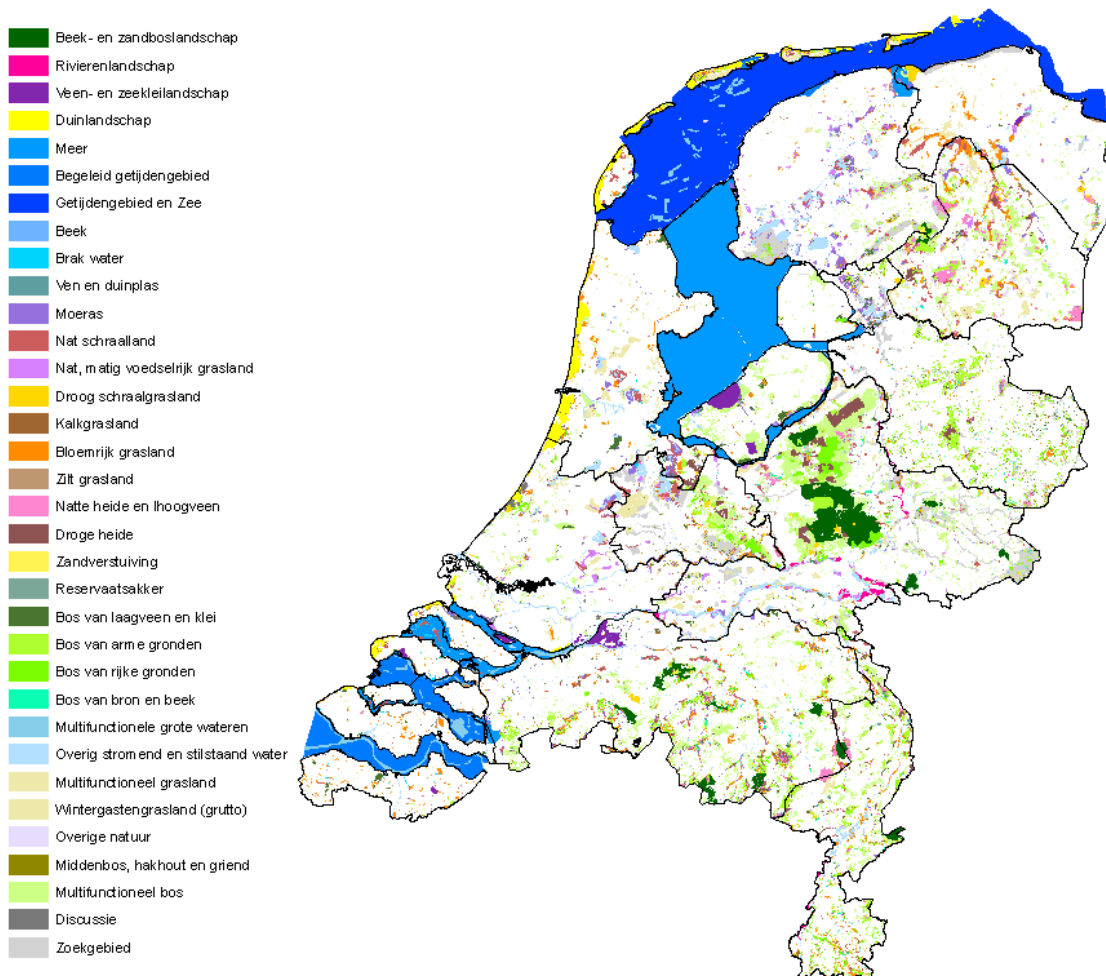 Beek- en zandboslandschap
Rivierenlandschap
Veen- en zeekleilandschap
Duinlandschap
Meer
Begeleid getijdengebied
Getijdengebied en Zee
Beek
Brak water
Ven en duinplas
Moeras
Nat schraalland
Nat, matig voedselrijk grasland
Droog schraalgrasland
Kalkgrasland
Bloemrijk grasland
Zilt grasland
Natte heide en lhoogveen
Droge heide
Zandverstuiving
Reservaatsakker
Bos van laagveen en klei
Bos van arme gronden
Bos van rijke gronden
Bos van bron en beek
Multifunctionele grote wateren
Overig stromend en stilstaand water
Multifunctioneel grasland
Wintergastengrasland (grutto)
Overige natuur
Middenbos, hakhout en griend
Multifunctioneel bos
Discussie
Zoekgebied